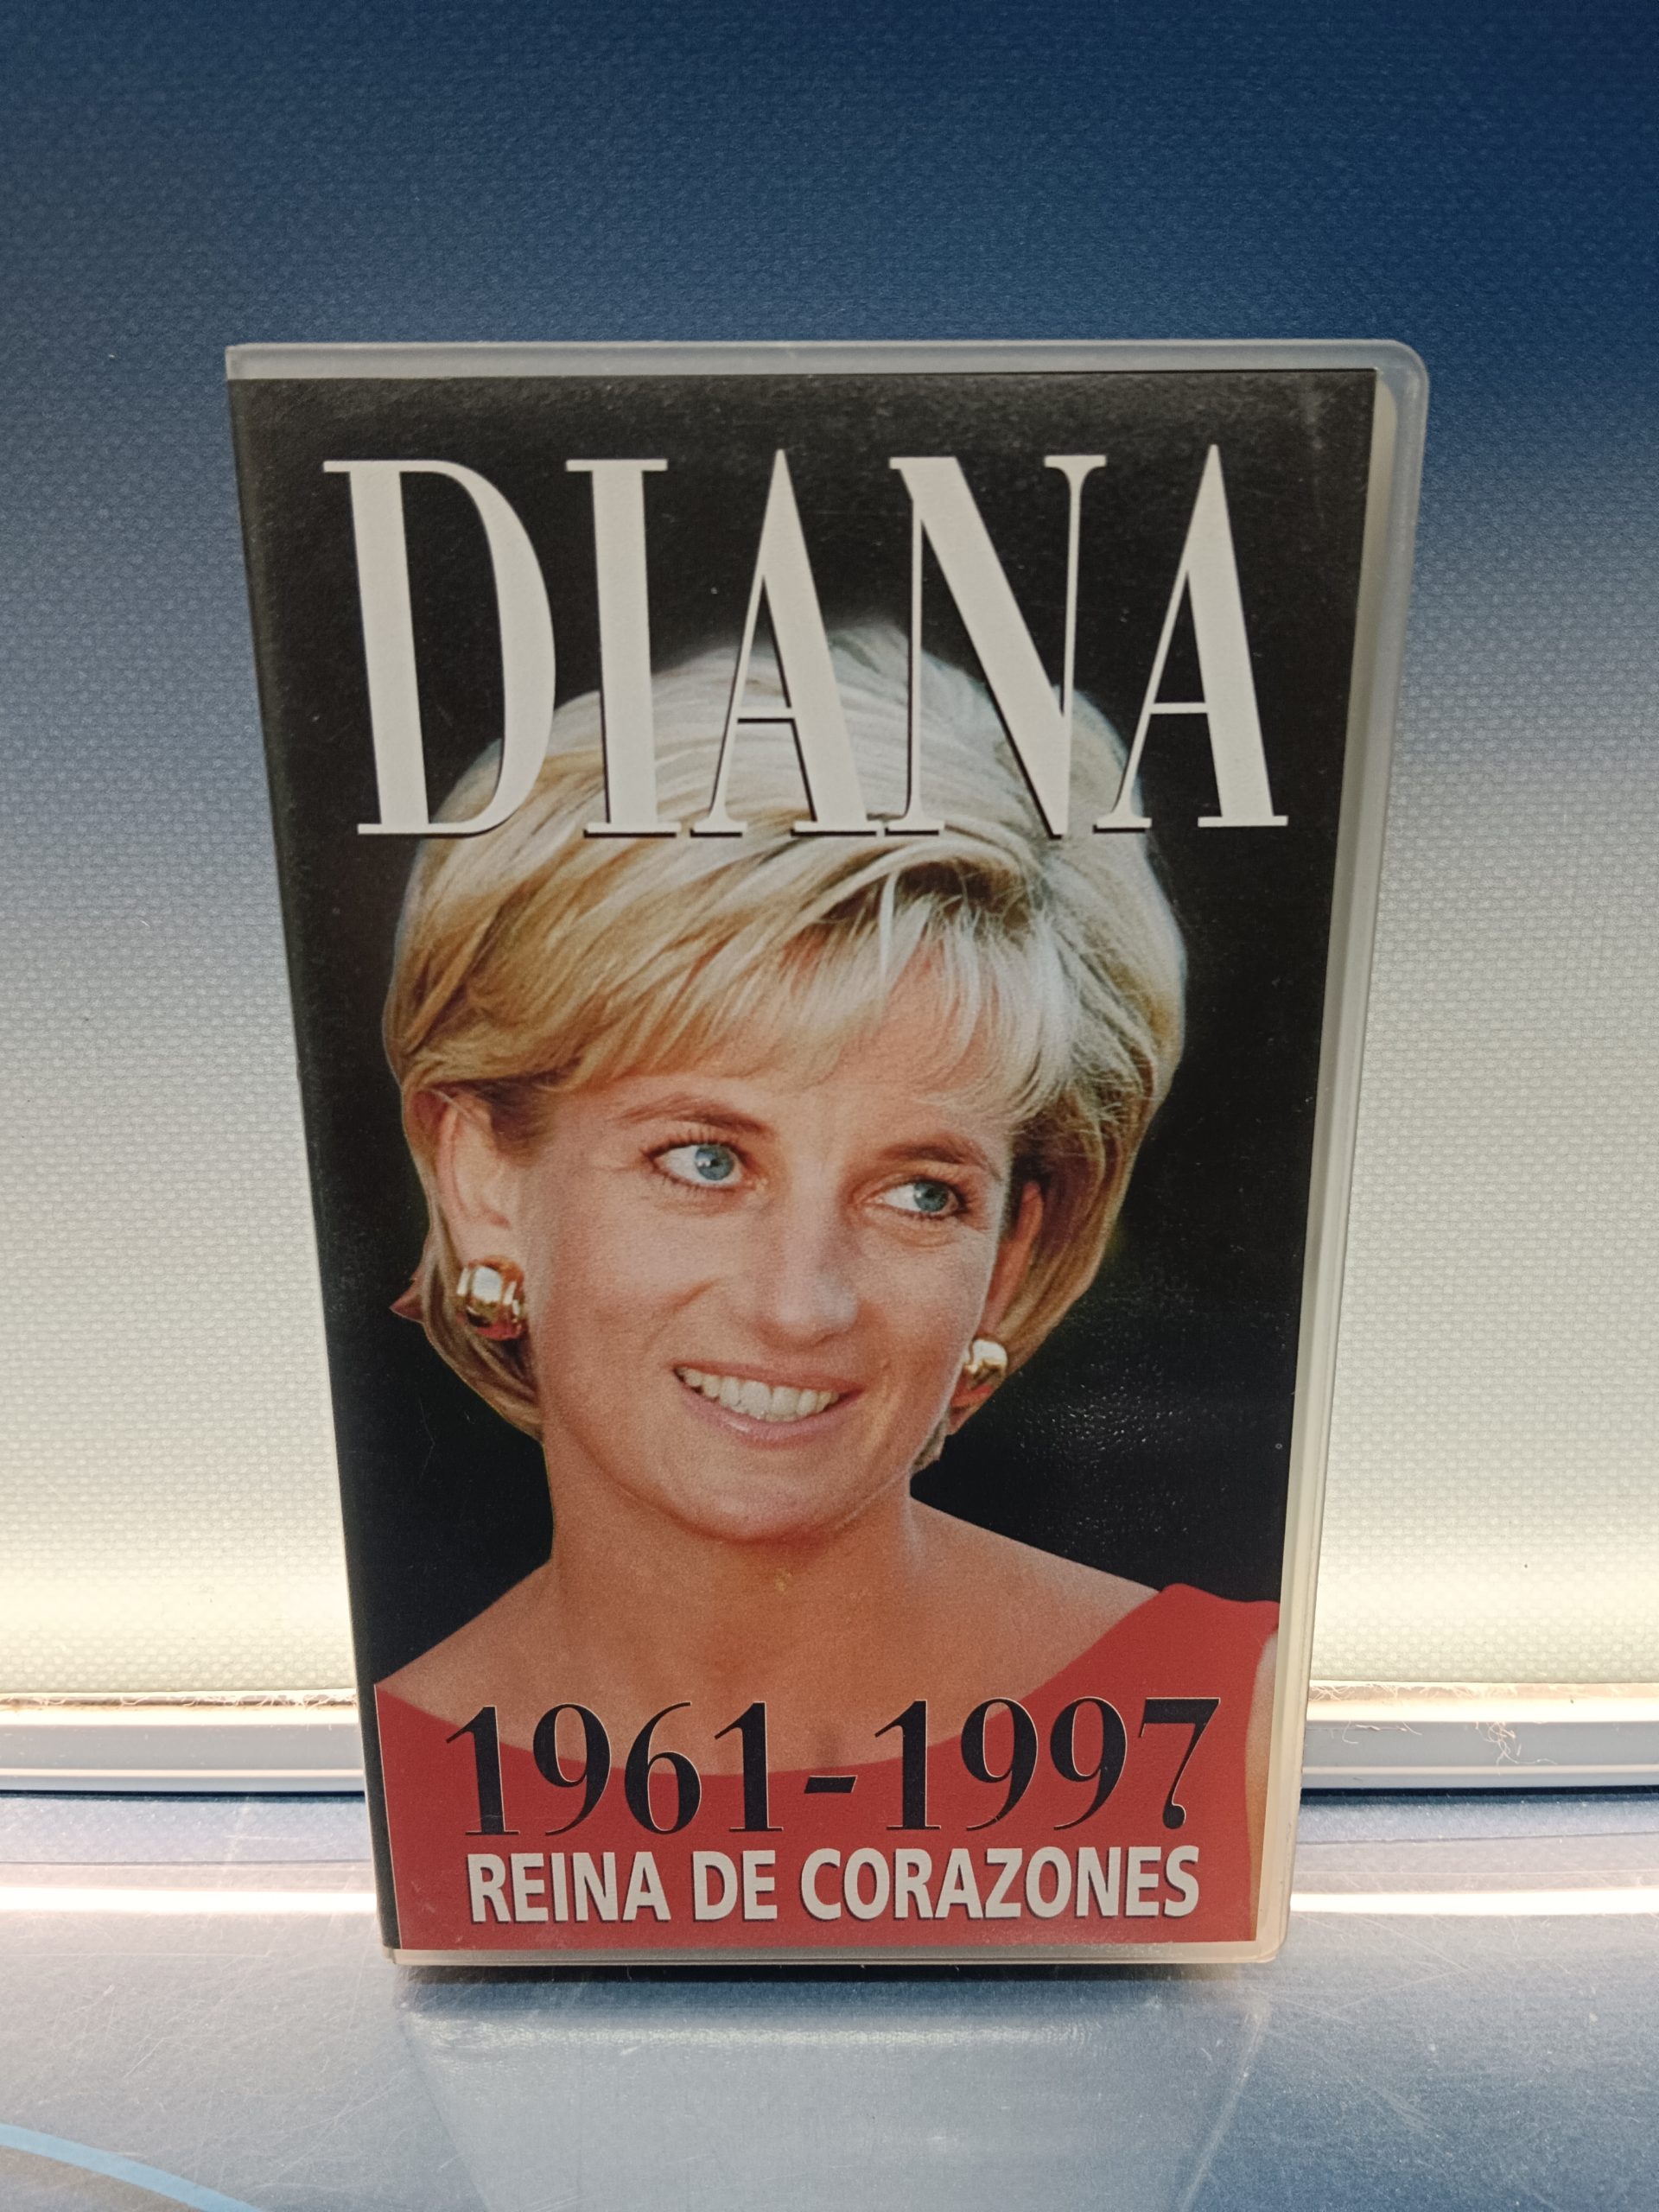 DIANA
1961-1997
REINA DE CORAZONES